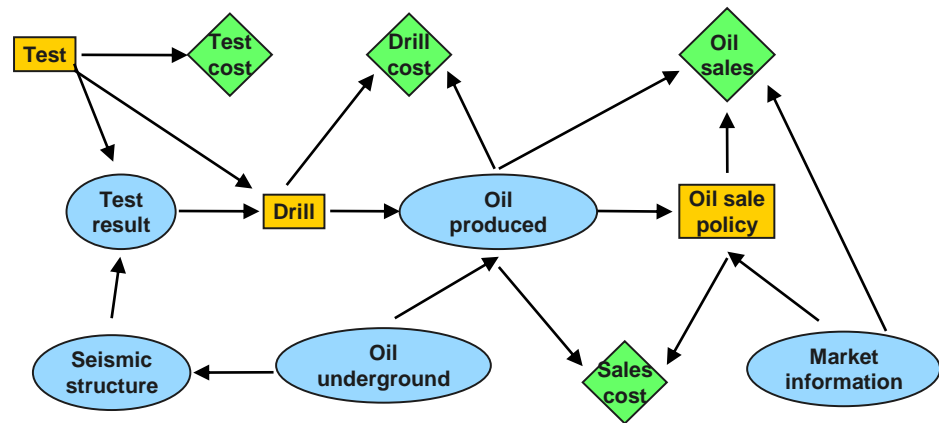 Test
Test
cost
Drill
cost
Oil
sales
Test
result
Drill
Oil
produced
Oil sale
policy
Seismic
structure
Oil
underground
Sales
cost
Market
information